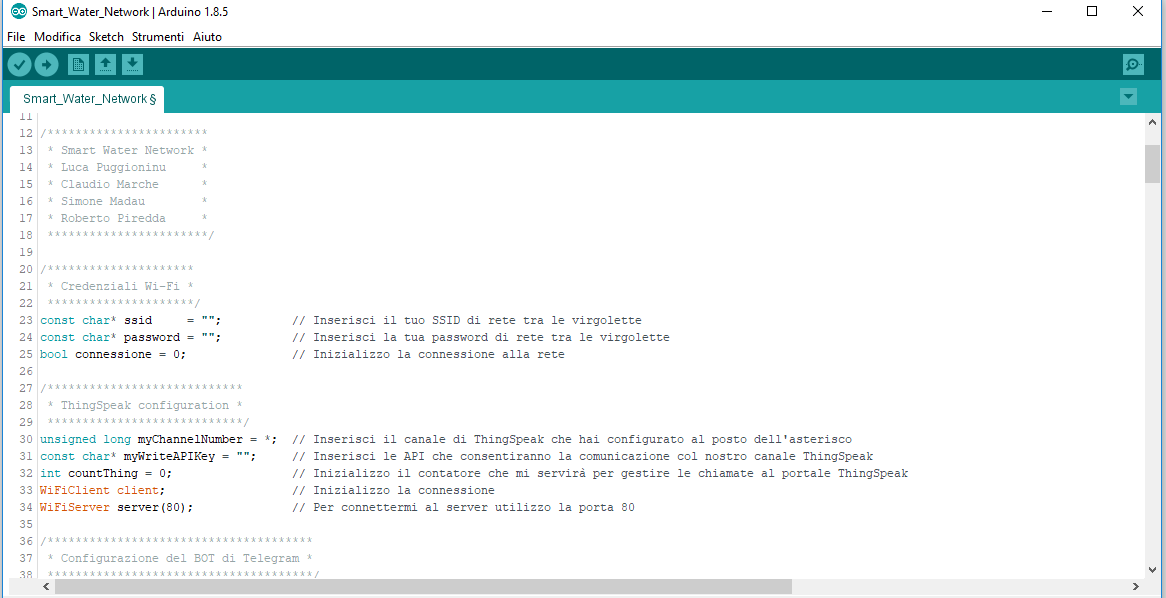 Smart_Water_Network | Arduino 1.8.5
File Modifica Sketch Strumenti Aiuto
Smart_Water_Network §
11
12 /***********************
13  * Smart Water Network *
14  * Luca Puggioninu     *
15  * Claudio Marche      *
16  * Simone Madau        *
17  * Roberto Piredda     *
18  ***********************/
19
20 /*********************
21  * Credenziali Wi-Fi *
22  *********************/
23 const char* ssid     = "";          // Inserisci il tuo SSID di rete tra le virgolette
24 const char* password = "";          // Inserisci la tua password di rete tra le virgolette
25 bool connessione = 0;               // Inizializzo la connessione alla rete
26
27 /****************************
28  * ThingSpeak configuration *
29  ****************************/
30 unsigned long myChannelNumber = *;  // Inserisci il canale di ThingSpeak che hai configurato al posto dell'asterisco
31 const char* myWriteAPIKey = "";     // Inserisci le API che consentiranno la comunicazione col nostro canale ThingSpeak
32 int countThing = 0;                 // Inizializzo il contatore che mi servirà per gestire le chiamate al portale ThingSpeak
33 WiFiClient client;                  // Inizializzo la connessione
34 WiFiServer server(80);              // Per connettermi al server utilizzo la porta 80
35
36 /**************************************
37  * Configurazione del BOT di Telegram *
38  **************************************/